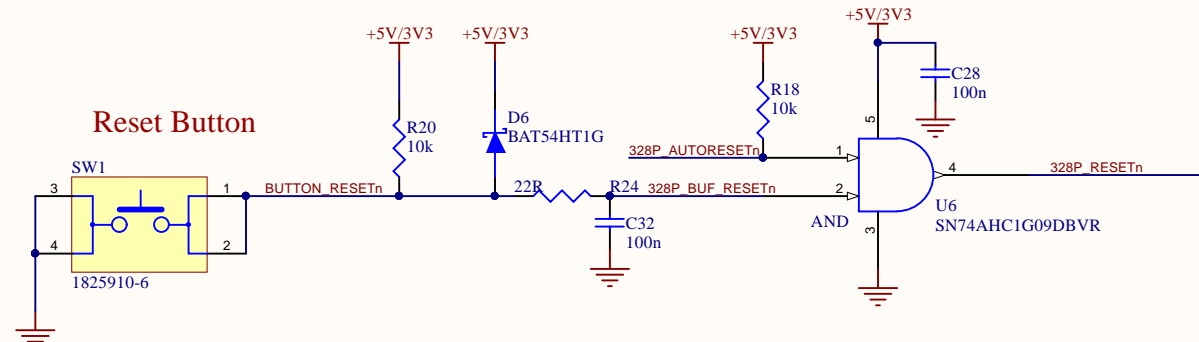 +5V/3V3
+5V/3V3
+5V/3V3
+5V/3V3
C28
100n
R18
10k
D6
BAT54HT1G
R20
10k
Reset Button
5
328P_AUTORESETn
1
SW1
4
328P_RESETn
3
1
BUTTON_RESETn
22R
R24
328P_BUF_RESETn
2
U6
SN74AHC1G09DBVR
AND
C32
100n
3
4
2
1825910-6